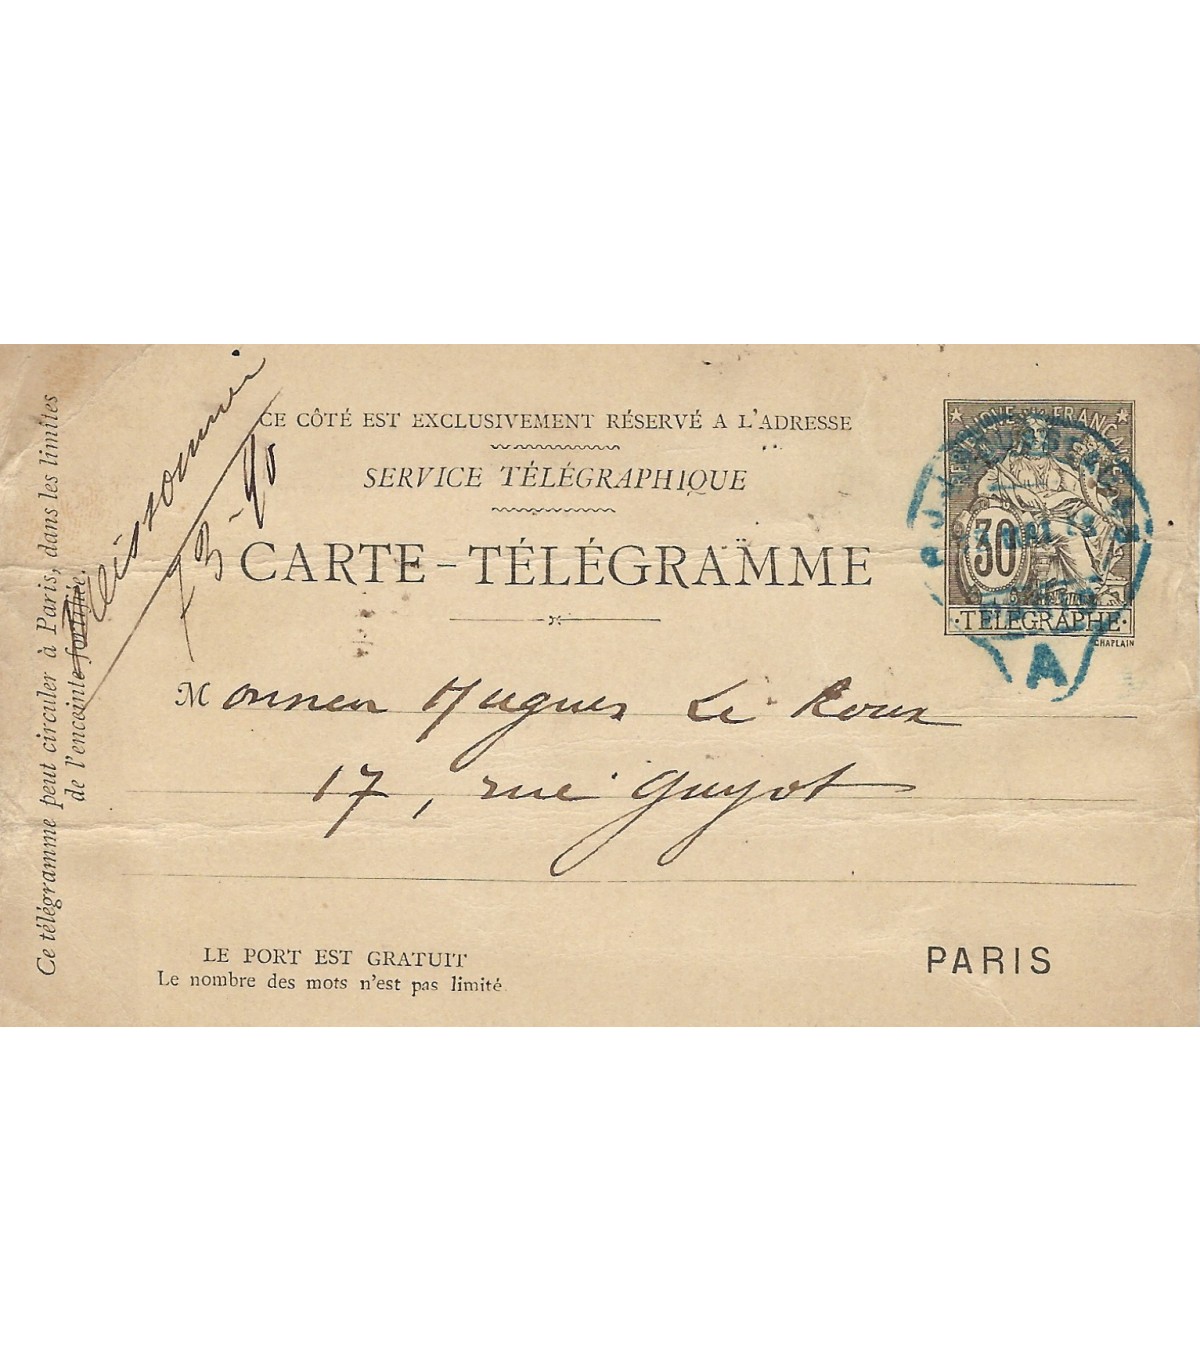 CE CÔTÉ EST EXCLUSIVEMENT RÉSERVÉ A L'ADRESSE
SERVICE TÉLÉGRAPHIQUE
CARTE-TÉLÉGRAMME
RÉPUBLIQUE FRANÇAISE
30
TÉLÉGRAPHE
CHAPLAIN
A
Monsieur Hugues Le Roux
17, rue Guyot
LE PORT EST GRATUIT
Le nombre des mots n'est pas limité
PARIS
Ce télégramme peut circuler à Paris, dans les limites
de l'enceinte fortifiée.